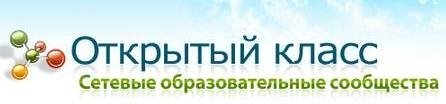 Открытый класс
Сетевые образовательные сообщества